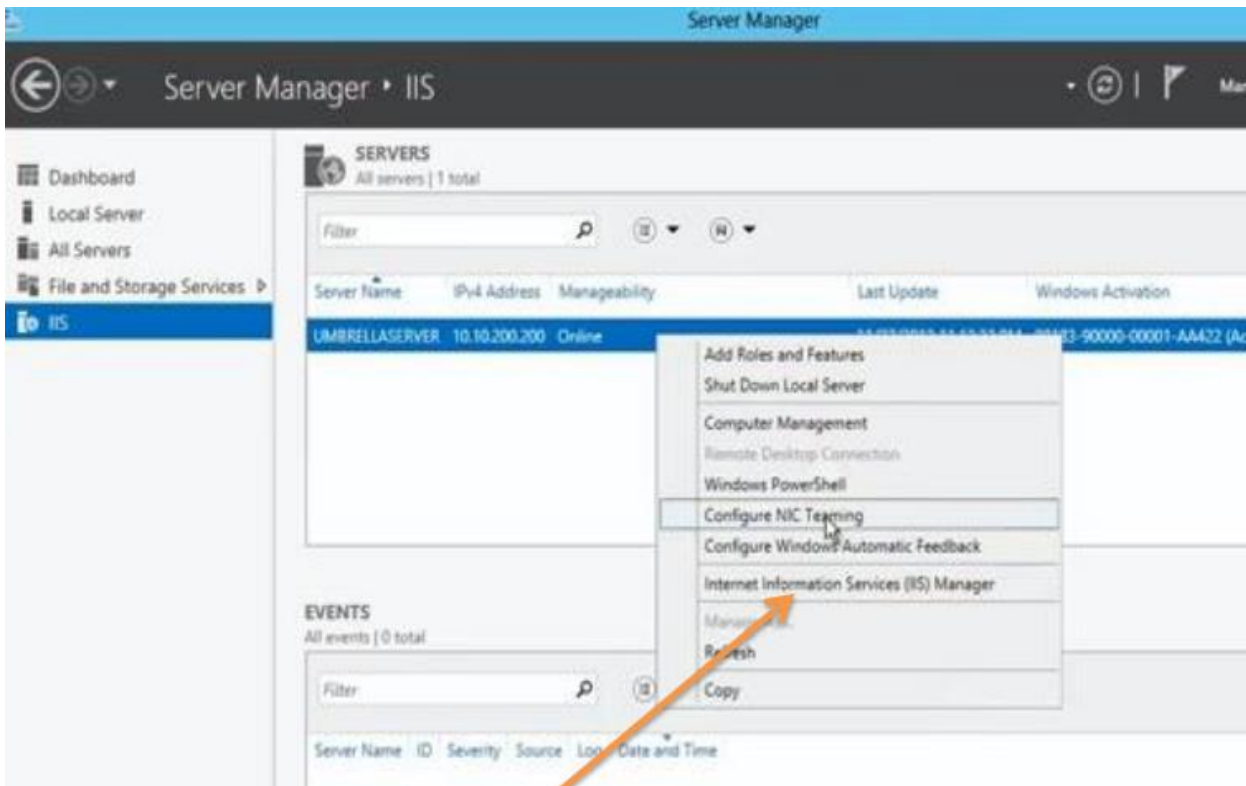 Server Manager
Server Manager • IIS
Dashboard
Local Server
All Servers
File and Storage Services
IIS
SERVERS
All servers | 1 total
Filter
Server Name IPv4 Address Manageability Last Update Windows Activation
UMBRELLASERVER 10.10.200.200 Online -90000-00001-AA422
Add Roles and Features
Shut Down Local Server
Computer Management
Remote Desktop Connection
Windows PowerShell
Configure NIC Teaming
Configure Windows Automatic Feedback
Internet Information Services (IIS) Manager
Refresh
Copy
EVENTS
All events | 0 total
Filter
Server Name ID Severity Source Log Date and Time